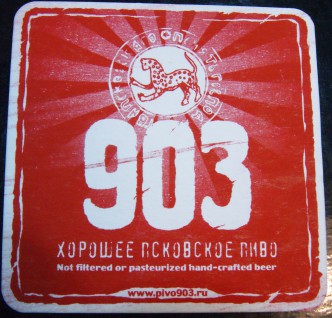 903
ХОРОШЕЕ ПСКОВСКОЕ ПИВО
Not filtered or pasteurized hand-crafted beer
www.pivo903.ru